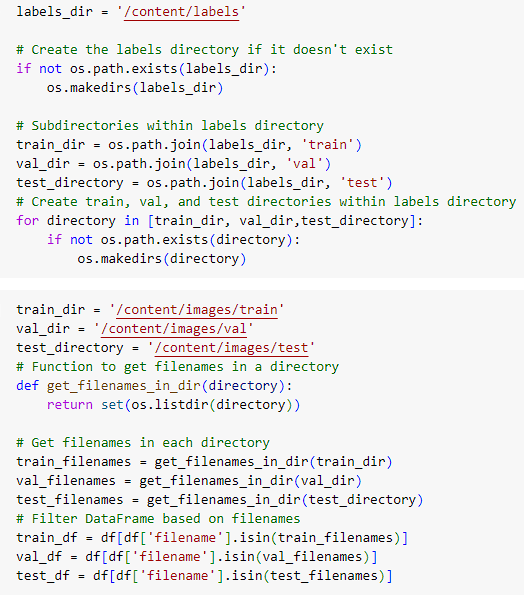 labels_dir = '/content/labels'
# Create the labels directory if it doesn't exist
if not os.path.exists(labels_dir):
    os.makedirs(labels_dir)
# Subdirectories within labels directory
train_dir = os.path.join(labels_dir, 'train')
val_dir = os.path.join(labels_dir, 'val')
test_directory = os.path.join(labels_dir, 'test')
# Create train, val, and test directories within labels directory
for directory in [train_dir, val_dir,test_directory]:
    if not os.path.exists(directory):
        os.makedirs(directory)
train_dir = '/content/images/train'
val_dir = '/content/images/val'
test_directory = '/content/images/test'
# Function to get filenames in a directory
def get_filenames_in_dir(directory):
    return set(os.listdir(directory))
# Get filenames in each directory
train_filenames = get_filenames_in_dir(train_dir)
val_filenames = get_filenames_in_dir(val_dir)
test_filenames = get_filenames_in_dir(test_directory)
# Filter DataFrame based on filenames
train_df = df[df['filename'].isin(train_filenames)]
val_df = df[df['filename'].isin(val_filenames)]
test_df = df[df['filename'].isin(test_filenames)]